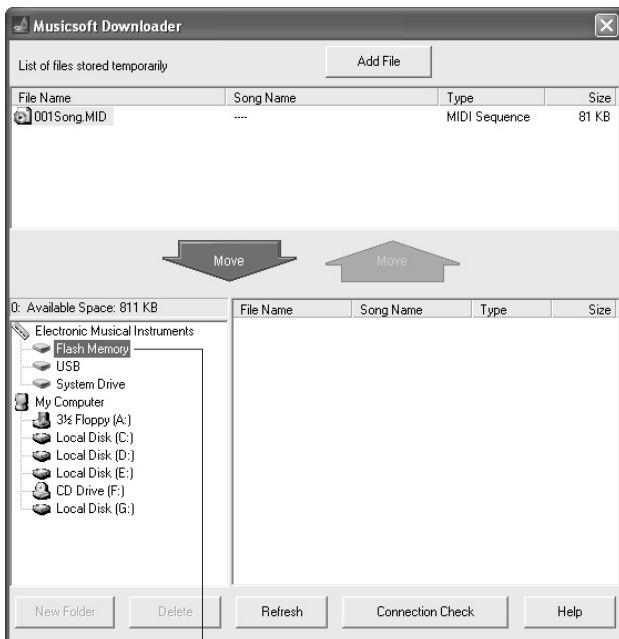 Musicsoft Downloader
List of files stored temporarily
Add File
File Name Song Name Type Size
001Song.MID ---- MIDI Sequence 81 KB
Move Move
0: Available Space: 811 KB
File Name Song Name Type Size
Electronic Musical Instruments
Flash Memory
USB
System Drive
My Computer
3½ Floppy (A:)
Local Disk (C:)
Local Disk (D:)
Local Disk (E:)
CD Drive (F:)
Local Disk (G:)
New Folder Delete Refresh Connection Check Help